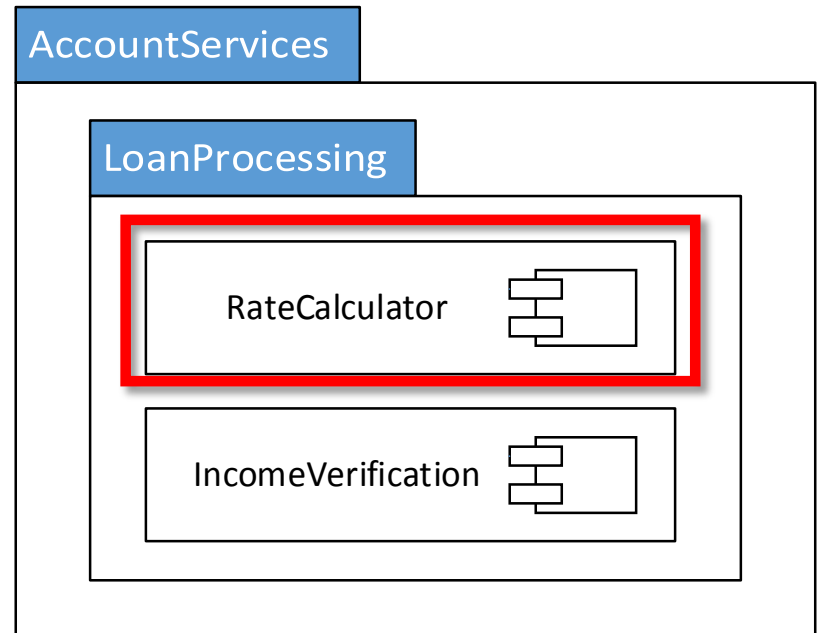 AccountServices
LoanProcessing
RateCalculator
IncomeVerification